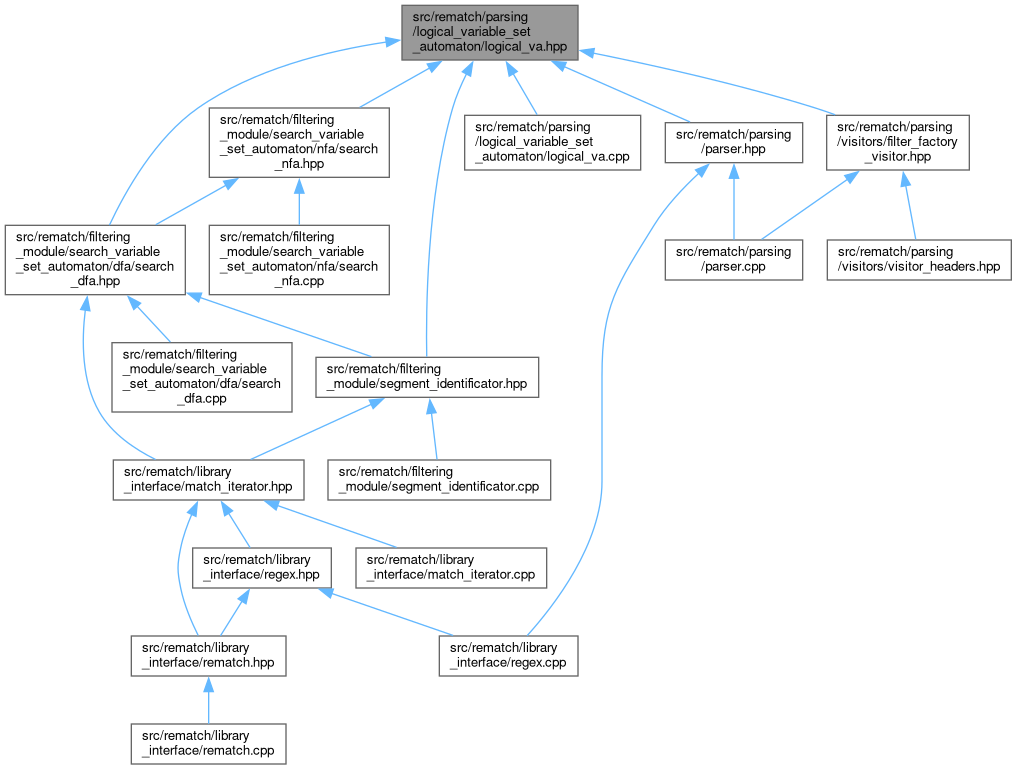 src/rematch/parsing
/logical_variable_set
_automaton/logical_va.hpp
src/rematch/filtering
_module/search_variable
_set_automaton/nfa/search
_nfa.hpp
src/rematch/parsing
/logical_variable_set
_automaton/logical_va.cpp
src/rematch/parsing
/parser.hpp
src/rematch/parsing
/visitors/filter_factory
_visitor.hpp
src/rematch/filtering
_module/search_variable
_set_automaton/dfa/search
_dfa.hpp
src/rematch/filtering
_module/search_variable
_set_automaton/nfa/search
_nfa.cpp
src/rematch/parsing
/parser.cpp
src/rematch/parsing
/visitors/visitor_headers.hpp
src/rematch/filtering
_module/search_variable
_set_automaton/dfa/search
_dfa.cpp
src/rematch/filtering
_module/segment_identificator.hpp
src/rematch/library
_interface/match_iterator.hpp
src/rematch/filtering
_module/segment_identificator.cpp
src/rematch/library
_interface/regex.hpp
src/rematch/library
_interface/match_iterator.cpp
src/rematch/library
_interface/rematch.hpp
src/rematch/library
_interface/regex.cpp
src/rematch/library
_interface/rematch.cpp